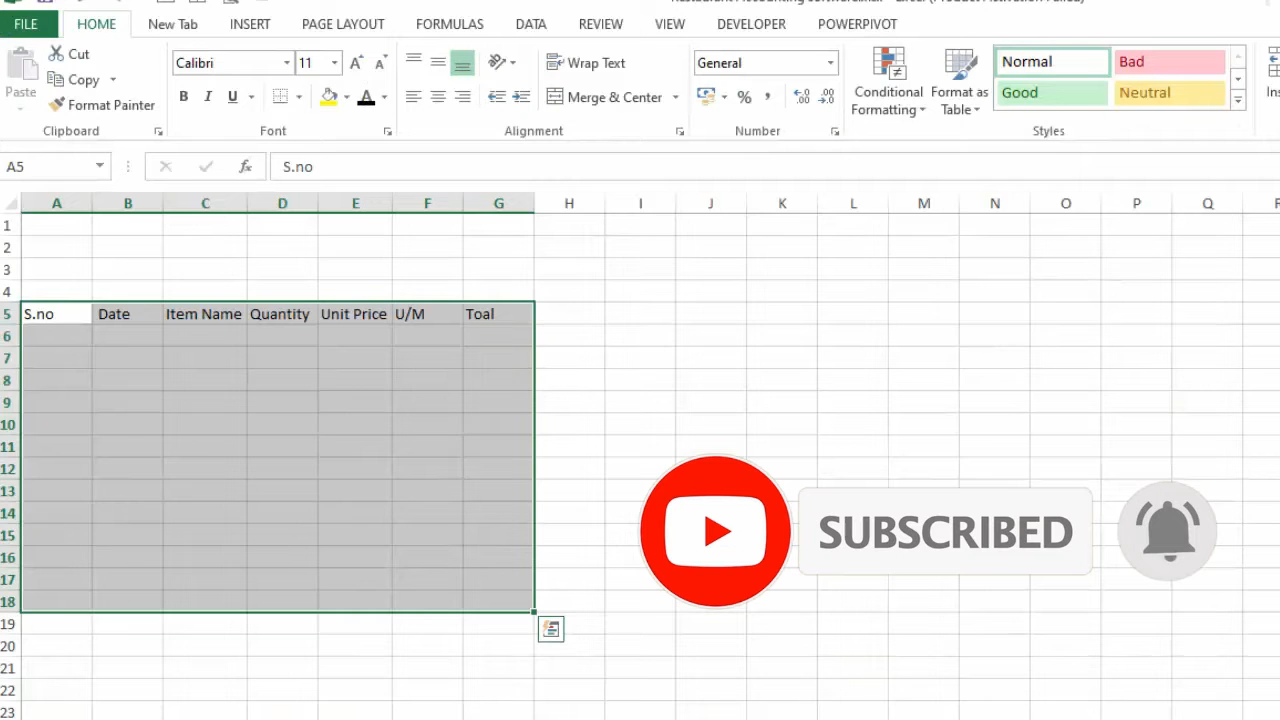 FILE HOME New Tab INSERT PAGE LAYOUT FORMULAS DATA REVIEW VIEW DEVELOPER POWERPIVOT
Paste
Cut
Copy
Format Painter
Clipboard
Calibri 11
B I U A
Font
Wrap Text
Merge & Center
Alignment
General
% ,
Number
Conditional
Formatting
Format as
Table
Normal Bad
Good Neutral
Styles
A5 fx S.no
A B C D E F G H I J K L M N O P Q
1
2
3
4
5 S.no Date Item Name Quantity Unit Price U/M Toal
6
7
8
9
10
11
12
13
14
15
16
17
18
19
20
21
22
23
SUBSCRIBED